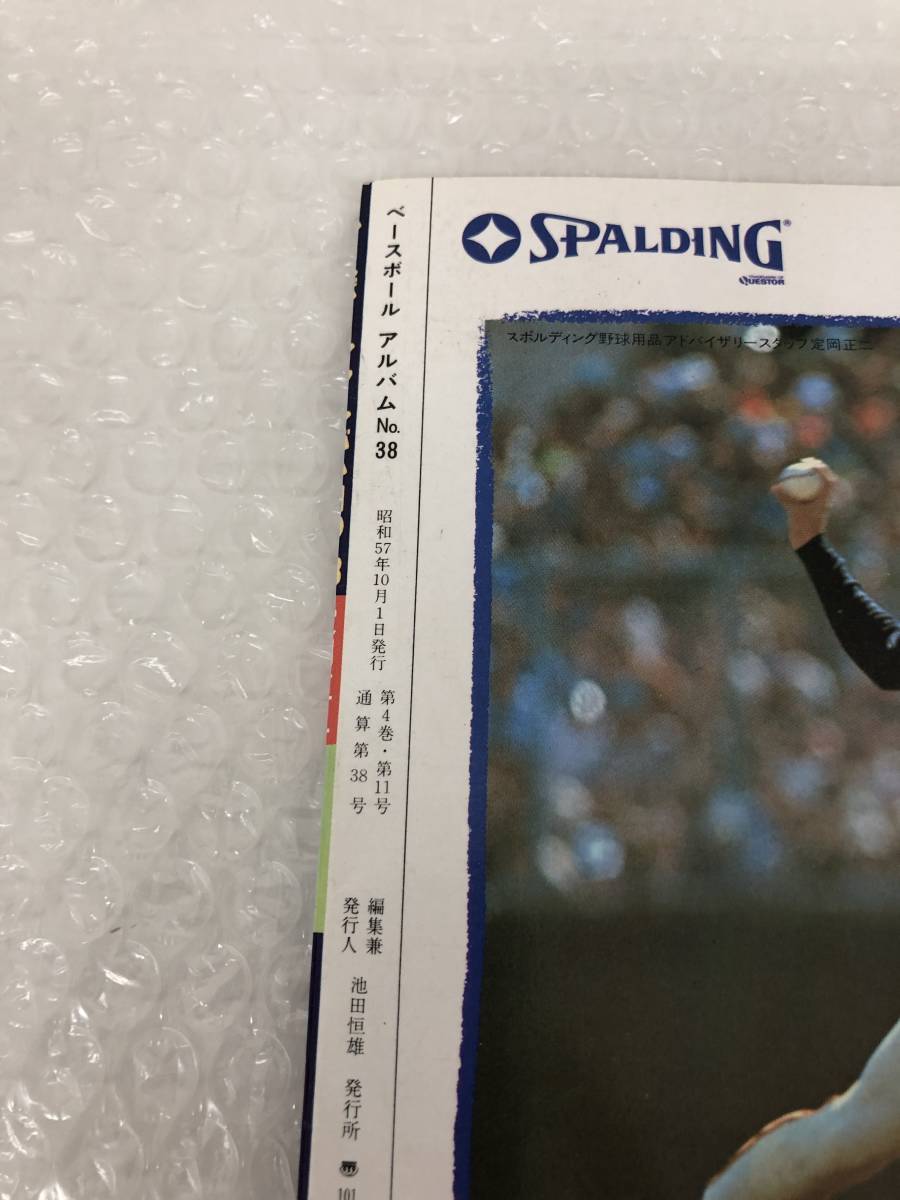 SPALDING®
QUESTOR
スポルディング野球用品アドバイザリースタッフ定岡正二
ベースボール アルバムNo.38
昭和57年10月1日発行
第4巻・第11号
通算第38号
編集兼
発行人
池田恒雄
発行所
101